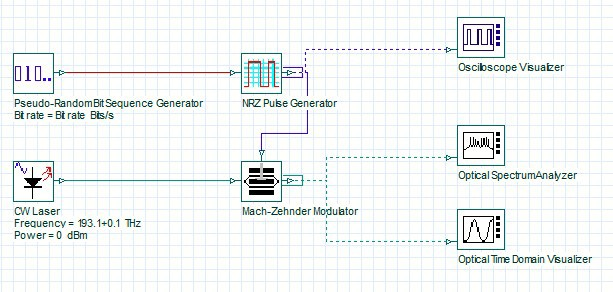 Osciloscope Visualizer
Pseudo-Random Bit Sequence Generator
Bit rate = Bit rate Bits/s
NRZ Pulse Generator
Optical Spectrum Analyzer
CW Laser
Frequency = 193.1+0.1 THz
Power = 0 dBm
Mach-Zehnder Modulator
Optical Time Domain Visualizer